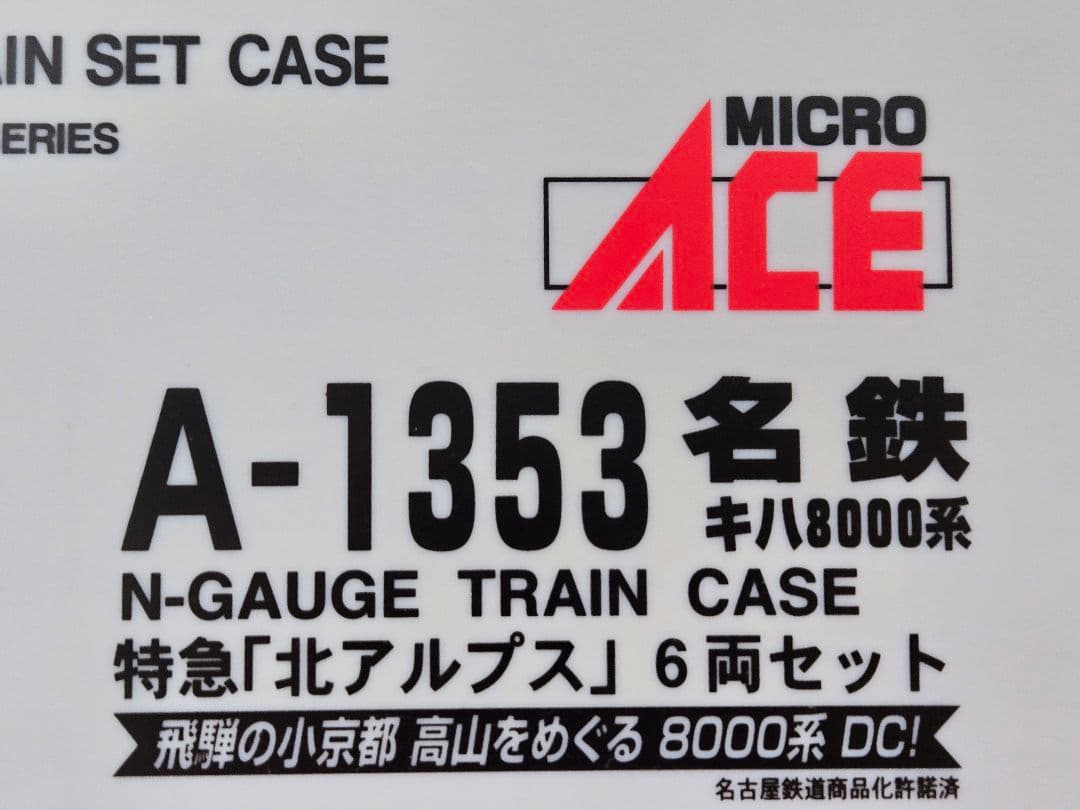 AIN SET CASE
SERIES
MICRO
ACE
A-1353 名鉄
キハ8000系
N-GAUGE TRAIN CASE
特急「北アルプス」6両セット
飛騨の小京都 高山をめぐる 8000系 DC!
名古屋鉄道商品化許諾済